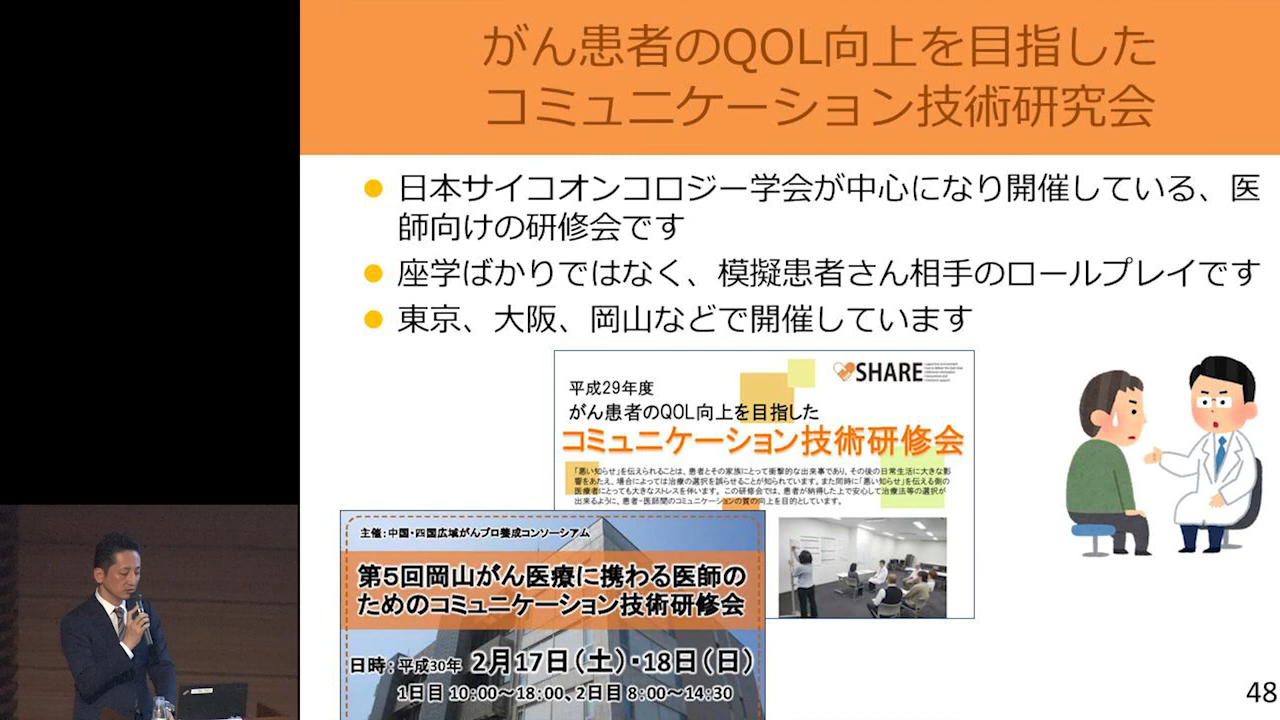 がん患者のQOL向上を目指した
コミュニケーション技術研究会
日本サイコオンコロジー学会が中心になり開催している、医
師向けの研修会です
座学ばかりではなく、模擬患者さん相手のロールプレイです
東京、大阪、岡山などで開催しています
SHARE
平成29年度
がん患者のQOL向上を目指した
コミュニケーション技術研修会
「悪い知らせ」を伝えられることは、患者とその家族にとって衝撃的な出来事であり、その後の日常生活に大きな影
響をあたえ、場合によっては治療の選択を誤らせることが知られています。また同時に「悪い知らせ」を伝える側の
医療者にとっても大きなストレスを伴います。この研修会では、患者が納得した上で安心して治療法等の選択が
出来るように、患者-医師間のコミュニケーションの質の向上を目的としています。
主催：中国・四国広域がんプロ養成コンソーシアム
第5回岡山がん医療に携わる医師の
ためのコミュニケーション技術研修会
日時：平成30年 2月17日（土）・18日（日）
1日目 10：00～18：00、2日目 8：00～14：30
48